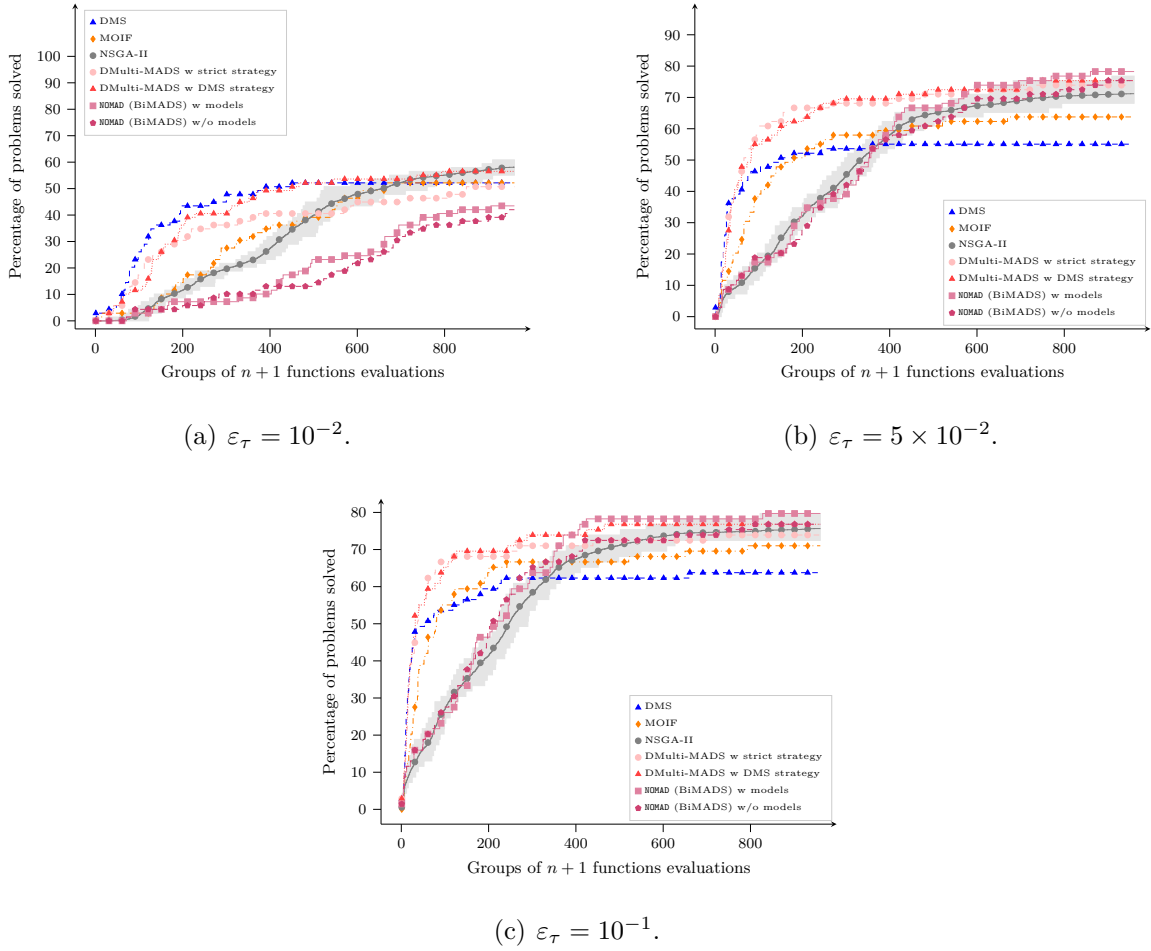 Percentage of problems solved
100
90
80
70
60
50
40
30
20
10
0
DMS
MOIF
NSGA-II
DMulti-MADS w strict strategy
DMulti-MADS w DMS strategy
NOMAD (BiMADS) w models
NOMAD (BiMADS) w/o models
0 200 400 600 800
Groups of n + 1 functions evaluations
(a) ε_τ = 10⁻².
Percentage of problems solved
90
80
70
60
50
40
30
20
10
0
DMS
MOIF
NSGA-II
DMulti-MADS w strict strategy
DMulti-MADS w DMS strategy
NOMAD (BiMADS) w models
NOMAD (BiMADS) w/o models
0 200 400 600 800
Groups of n + 1 functions evaluations
(b) ε_τ = 5 × 10⁻².
Percentage of problems solved
80
70
60
50
40
30
20
10
0
DMS
MOIF
NSGA-II
DMulti-MADS w strict strategy
DMulti-MADS w DMS strategy
NOMAD (BiMADS) w models
NOMAD (BiMADS) w/o models
0 200 400 600 800
Groups of n + 1 functions evaluations
(c) ε_τ = 10⁻¹.